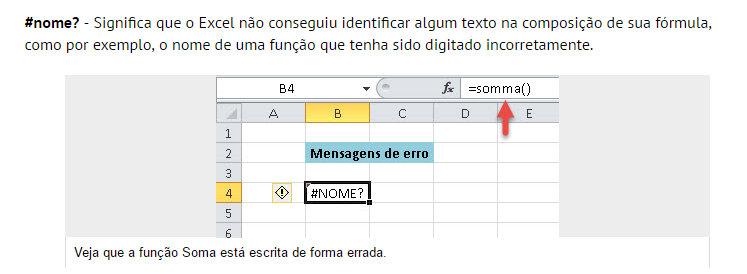 #nome? - Significa que o Excel não conseguiu identificar algum texto na composição de sua fórmula,
como por exemplo, o nome de uma função que tenha sido digitado incorretamente.
B4 fx =somma()
A B C D E
1
2 Mensagens de erro
3
4 #NOME?
5
6
Veja que a função Soma está escrita de forma errada.